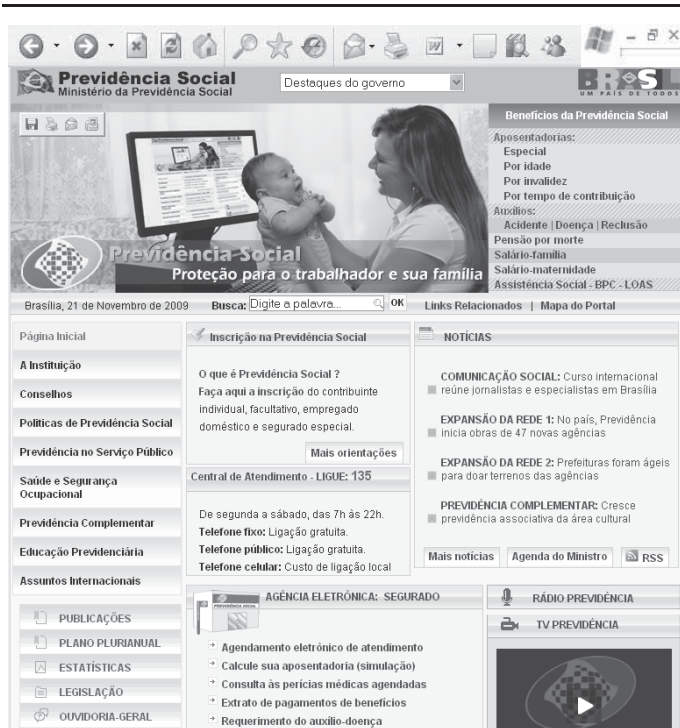 Previdência Social
Ministério da Previdência Social
Destaques do governo
BRASIL
UM PAÍS DE TODOS
Previdência Social
Proteção para o trabalhador e sua família
Benefícios da Previdência Social
Aposentadorias:
Especial
Por idade
Por invalidez
Por tempo de contribuição
Auxílios:
Acidente | Doença | Reclusão
Pensão por morte
Salário-família
Salário-maternidade
Assistência Social - BPC - LOAS
Brasília, 21 de Novembro de 2009
Busca: Digite a palavra... OK
Links Relacionados | Mapa do Portal
Página Inicial
A Instituição
Conselhos
Políticas de Previdência Social
Previdência no Serviço Público
Saúde e Segurança
Ocupacional
Previdência Complementar
Educação Previdenciária
Assuntos Internacionais
PUBLICAÇÕES
PLANO PLURIANUAL
ESTATÍSTICAS
LEGISLAÇÃO
OUVIDORIA-GERAL
Inscrição na Previdência Social
O que é Previdência Social ?
Faça aqui a inscrição do contribuinte
individual, facultativo, empregado
doméstico e segurado especial.
Mais orientações
Central de Atendimento - LIGUE: 135
De segunda a sábado, das 7h às 22h.
Telefone fixo: Ligação gratuita.
Telefone público: Ligação gratuita.
Telefone celular: Custo de ligação local
NOTÍCIAS
COMUNICAÇÃO SOCIAL: Curso internacional
reúne jornalistas e especialistas em Brasília
EXPANSÃO DA REDE 1: No país, Previdência
inicia obras de 47 novas agências
EXPANSÃO DA REDE 2: Prefeituras foram ágeis
para doar terrenos das agências
PREVIDÊNCIA COMPLEMENTAR: Cresce
previdência associativa da área cultural
Mais notícias
Agenda do Ministro
RSS
AGÊNCIA ELETRÔNICA: SEGURADO
Agendamento eletrônico de atendimento
Calcule sua aposentadoria (simulação)
Consulta às perícias médicas agendadas
Extrato de pagamentos de benefícios
Requerimento do auxílio-doença
RÁDIO PREVIDÊNCIA
TV PREVIDÊNCIA